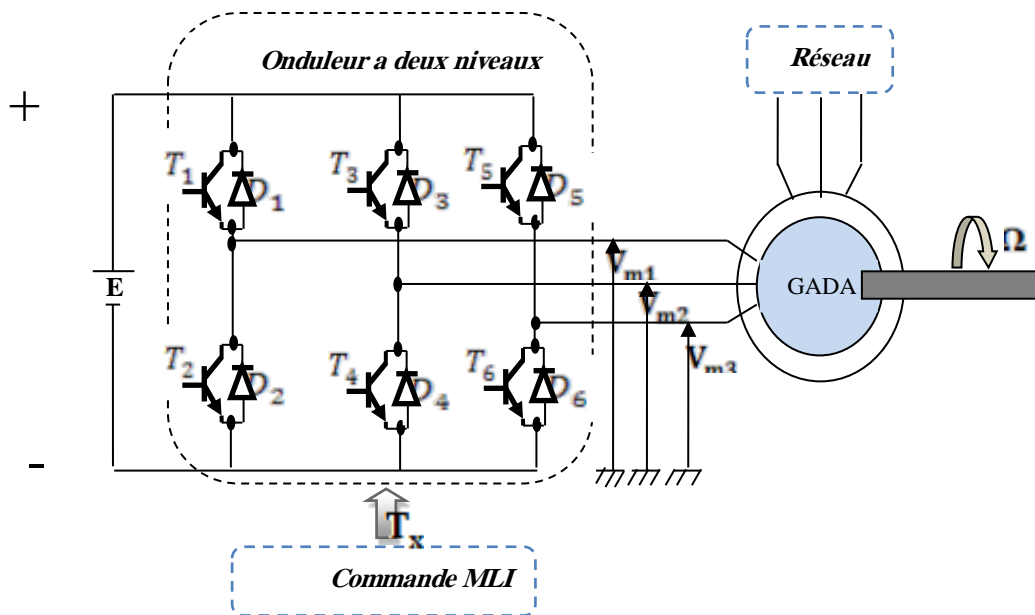 Onduleur a deux niveaux
Réseau
+
T1
D1
T3
D3
T5
D5
Ω
Vm1
E
GADA
Vm2
T2
D2
T4
D4
T6
D6
Vm3
-
Tx
Commande MLI